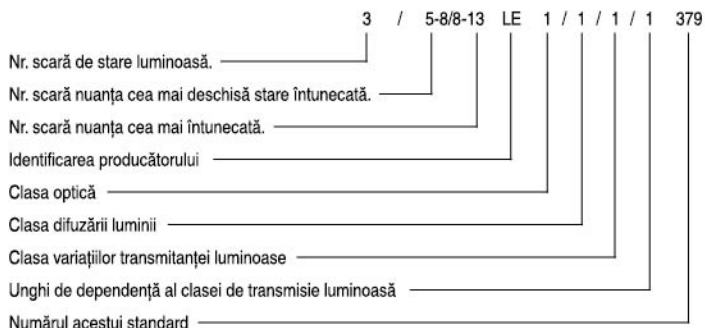 3 / 5-8/8-13 LE 1 / 1 / 1 / 1 379
Nr. scară de stare luminoasă.
Nr. scară nuanța cea mai deschisă stare întunecată.
Nr. scară nuanța cea mai întunecată.
Identificarea producătorului
Clasa optică
Clasa difuzării luminii
Clasa variațiilor transmitanței luminoase
Unghi de dependență al clasei de transmisie luminoasă
Numărul acestui standard